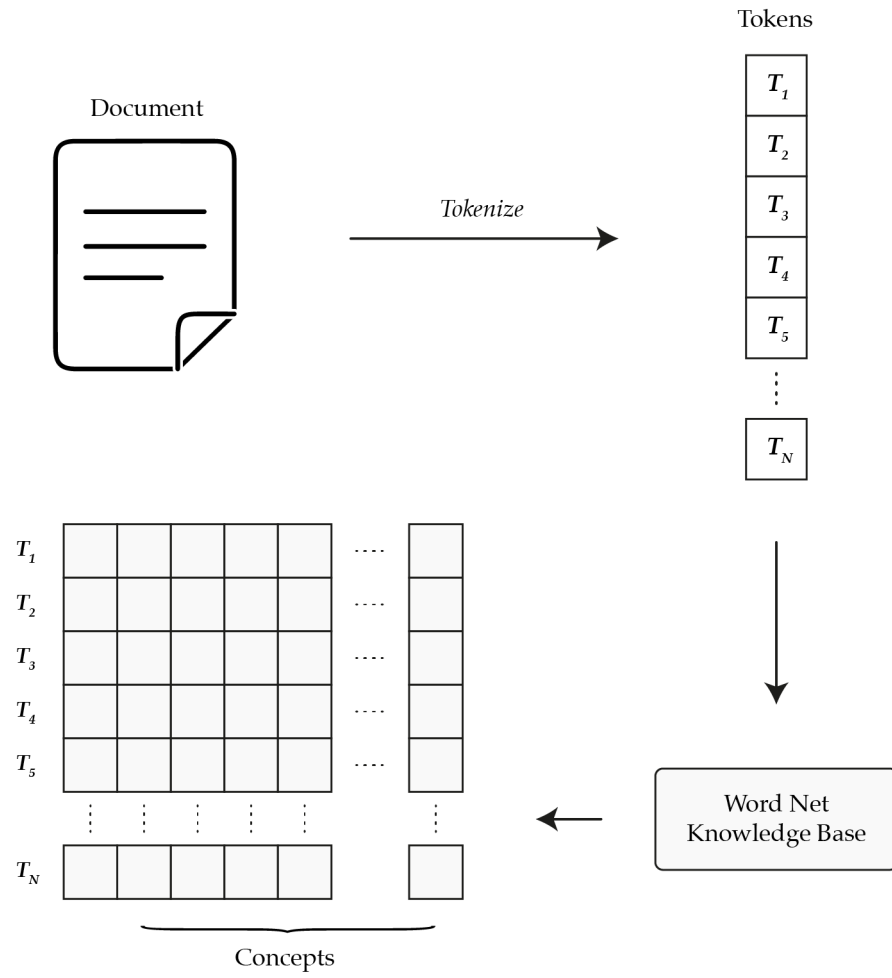 Tokens
Document
T1
T2
Tokenize
T3
T4
T5
TN
T1
T2
T3
T4
T5
Word Net
Knowledge Base
TN
Concepts